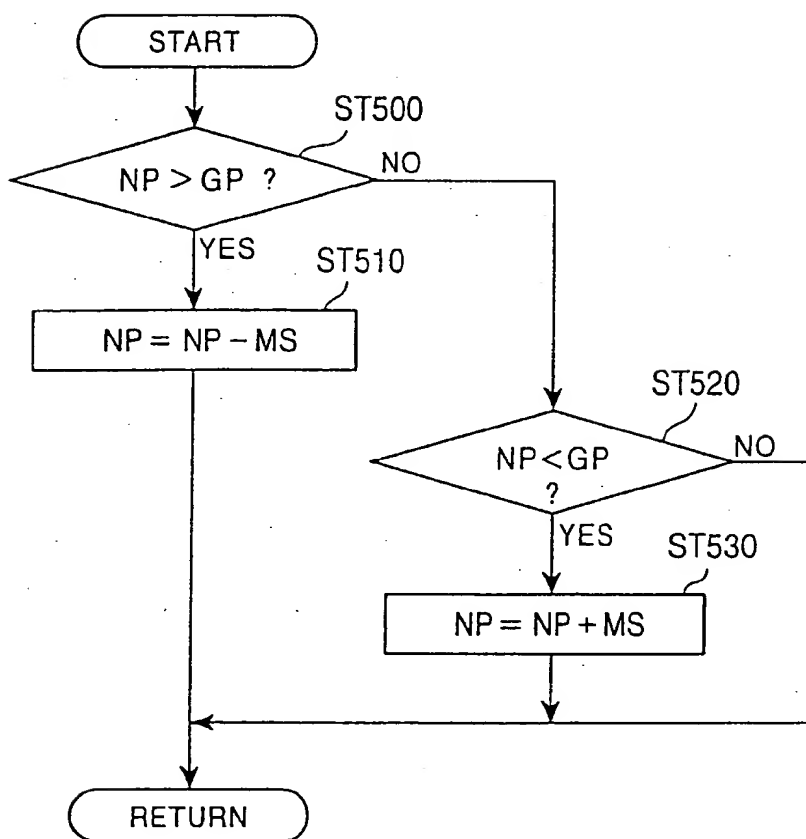 START
ST500
NP > GP ?
NO
YES
ST510
NP = NP − MS
ST520
NP < GP
?
NO
YES
ST530
NP = NP + MS
RETURN